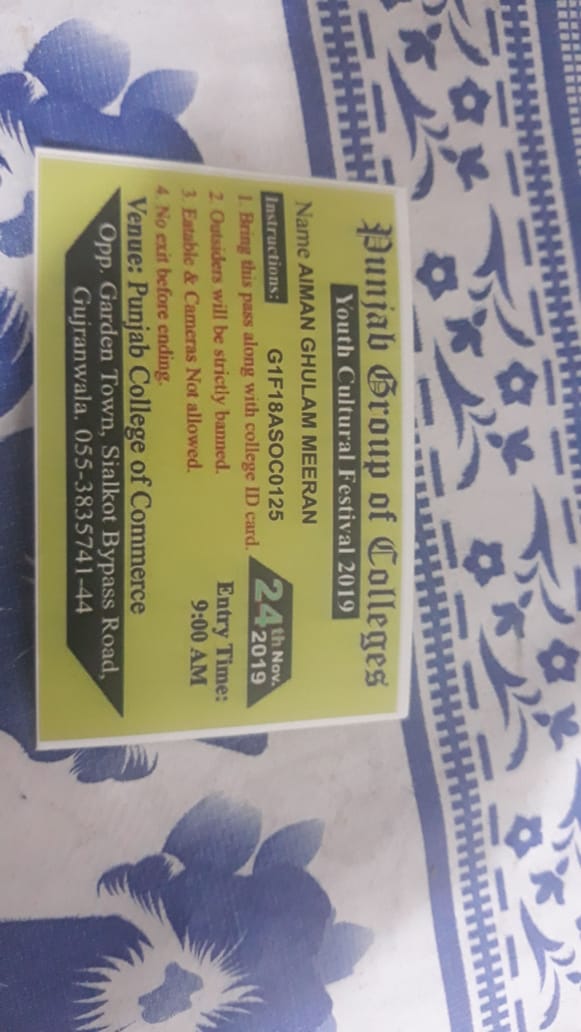 Punjab Group of Colleges
Youth Cultural Festival 2019
Name AIMAN GHULAM MEERAN
Instructions: G1F18ASOC0125
24th Nov. 2019
1. Bring this pass along with college ID card.
2. Outsiders will be strictly banned.
3. Eatable & Cameras Not allowed.
4. No exit before ending.
Entry Time:
9:00 AM
Venue: Punjab College of Commerce
Opp. Garden Town, Sialkot Bypass Road,
Gujranwala. 055-3835741-44